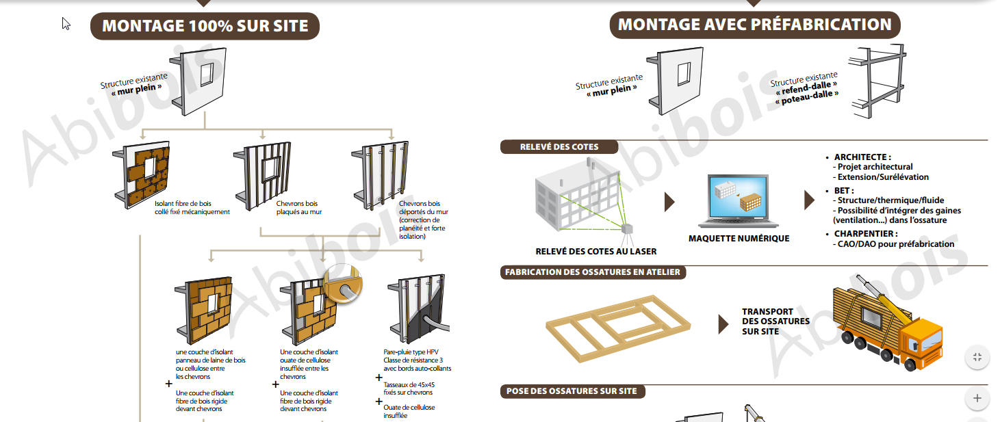 MONTAGE 100% SUR SITE
Structure existante
« mur plein »
Isolant fibre de bois
collé fixé mécaniquement
Chevrons bois
plaqués au mur
Chevrons bois
déportés du mur
(correction de
planéité et forte
isolation)
une couche d'isolant
panneau de laine de bois
ou cellulose entre
les chevrons
+
Une couche d'isolant
fibre de bois rigide
devant chevrons
Une couche d'isolant
ouate de cellulose
insufflée entre les
chevrons
+
Une couche d'isolant
fibre de bois rigide
devant chevrons
Pare-pluie type HPV
Classe de résistance 3
avec bords auto-collants
+
Tasseaux de 45x45
fixés sur chevrons
+
Ouate de cellulose
insufflée
MONTAGE AVEC PRÉFABRICATION
Structure existante
« mur plein »
Structure existante
« refend-dalle »
« poteau-dalle »
RELEVÉ DES COTES
RELEVÉ DES COTES AU LASER
MAQUETTE NUMÉRIQUE
• ARCHITECTE :
- Projet architectural
- Extension/Surélévation
• BET :
- Structure/thermique/fluide
- Possibilité d'intégrer des gaines
(ventilation...) dans l'ossature
• CHARPENTIER :
- CAO/DAO pour préfabrication
FABRICATION DES OSSATURES EN ATELIER
TRANSPORT
DES OSSATURES
SUR SITE
POSE DES OSSATURES SUR SITE
Abibois
Abibois
Abibois
Abibois